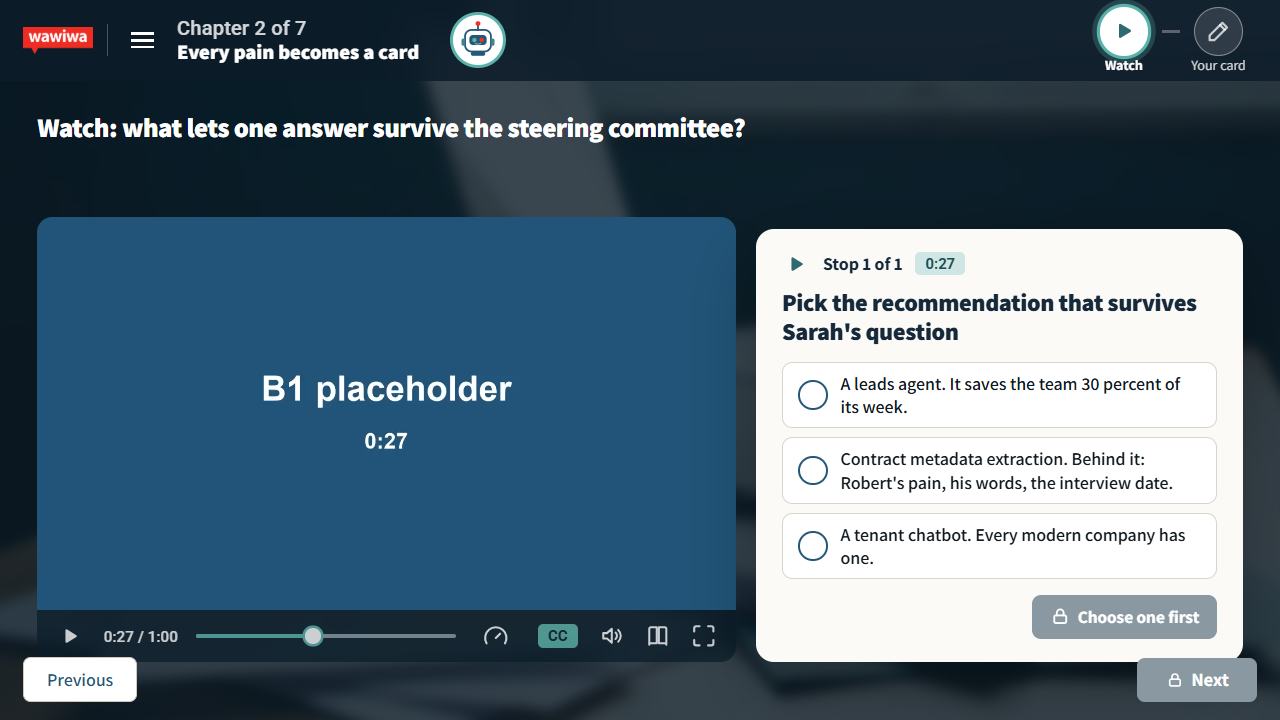 wawiwa
Chapter 2 of 7
Every pain becomes a card
Watch
Your card
Watch: what lets one answer survive the steering committee?
B1 placeholder
0:27
0:27 / 1:00
CC
Stop 1 of 1
0:27
Pick the recommendation that survives
Sarah's question
A leads agent. It saves the team 30 percent of
its week.
Contract metadata extraction. Behind it:
Robert's pain, his words, the interview date.
A tenant chatbot. Every modern company has
one.
Choose one first
Previous
Next